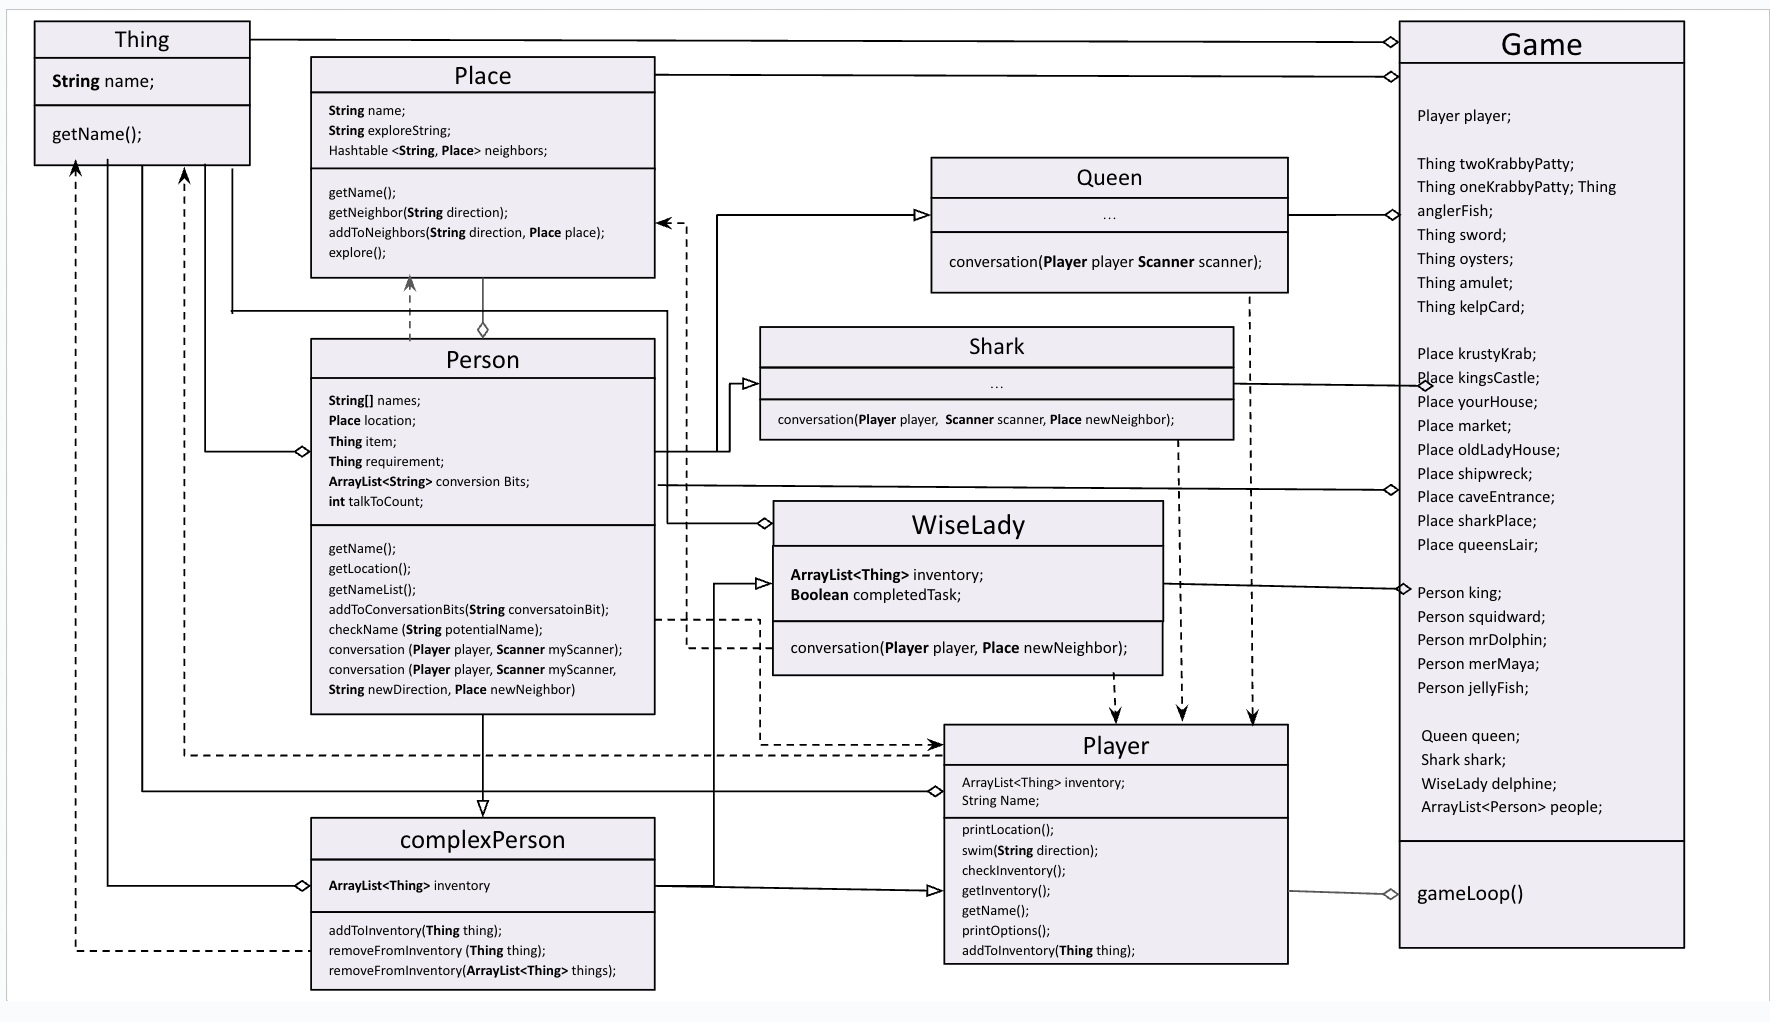 Thing
String name;
getName();
Place
String name;
String exploreString;
Hashtable <String, Place> neighbors;
getName();
getNeighbor(String direction);
addToNeighbors(String direction, Place place);
explore();
Person
String[] names;
Place location;
Thing item;
Thing requirement;
ArrayList<String> conversion Bits;
int talkToCount;
getName();
getLocation();
getNameList();
addToConversationBits(String conversatoinBit);
checkName (String potentialName);
conversation (Player player, Scanner myScanner);
conversation (Player player, Scanner myScanner,
String newDirection, Place newNeighbor)
complexPerson
ArrayList<Thing> inventory
addToInventory(Thing thing);
removeFromInventory (Thing thing);
removeFromInventory(ArrayList<Thing> things);
Queen
...
conversation(Player player Scanner scanner);
Shark
...
conversation(Player player,  Scanner scanner, Place newNeighbor);
WiseLady
ArrayList<Thing> inventory;
Boolean completedTask;
conversation(Player player, Place newNeighbor);
Player
ArrayList<Thing> inventory;
String Name;
printLocation();
swim(String direction);
checkInventory();
getInventory();
getName();
printOptions();
addToInventory(Thing thing);
Game
Player player;
Thing twoKrabbyPatty;
Thing oneKrabbyPatty; Thing
anglerFish;
Thing sword;
Thing oysters;
Thing amulet;
Thing kelpCard;
Place krustyKrab;
Place kingsCastle;
Place yourHouse;
Place market;
Place oldLadyHouse;
Place shipwreck;
Place caveEntrance;
Place sharkPlace;
Place queensLair;
Person king;
Person squidward;
Person mrDolphin;
Person merMaya;
Person jellyFish;
Queen queen;
Shark shark;
WiseLady delphine;
ArrayList<Person> people;
gameLoop()